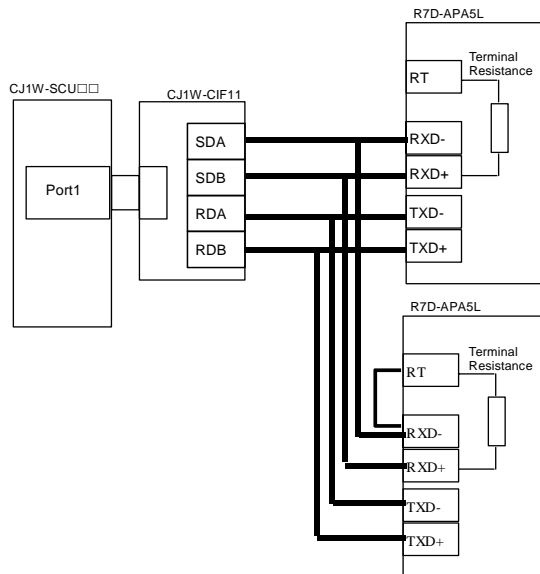 R7D-APA5L
Terminal
Resistance
CJ1W-SCU□□
CJ1W-CIF11
RT
SDA
RXD-
Port1
SDB
RXD+
RDA
TXD-
RDB
TXD+
R7D-APA5L
Terminal
Resistance
RT
RXD-
RXD+
TXD-
TXD+